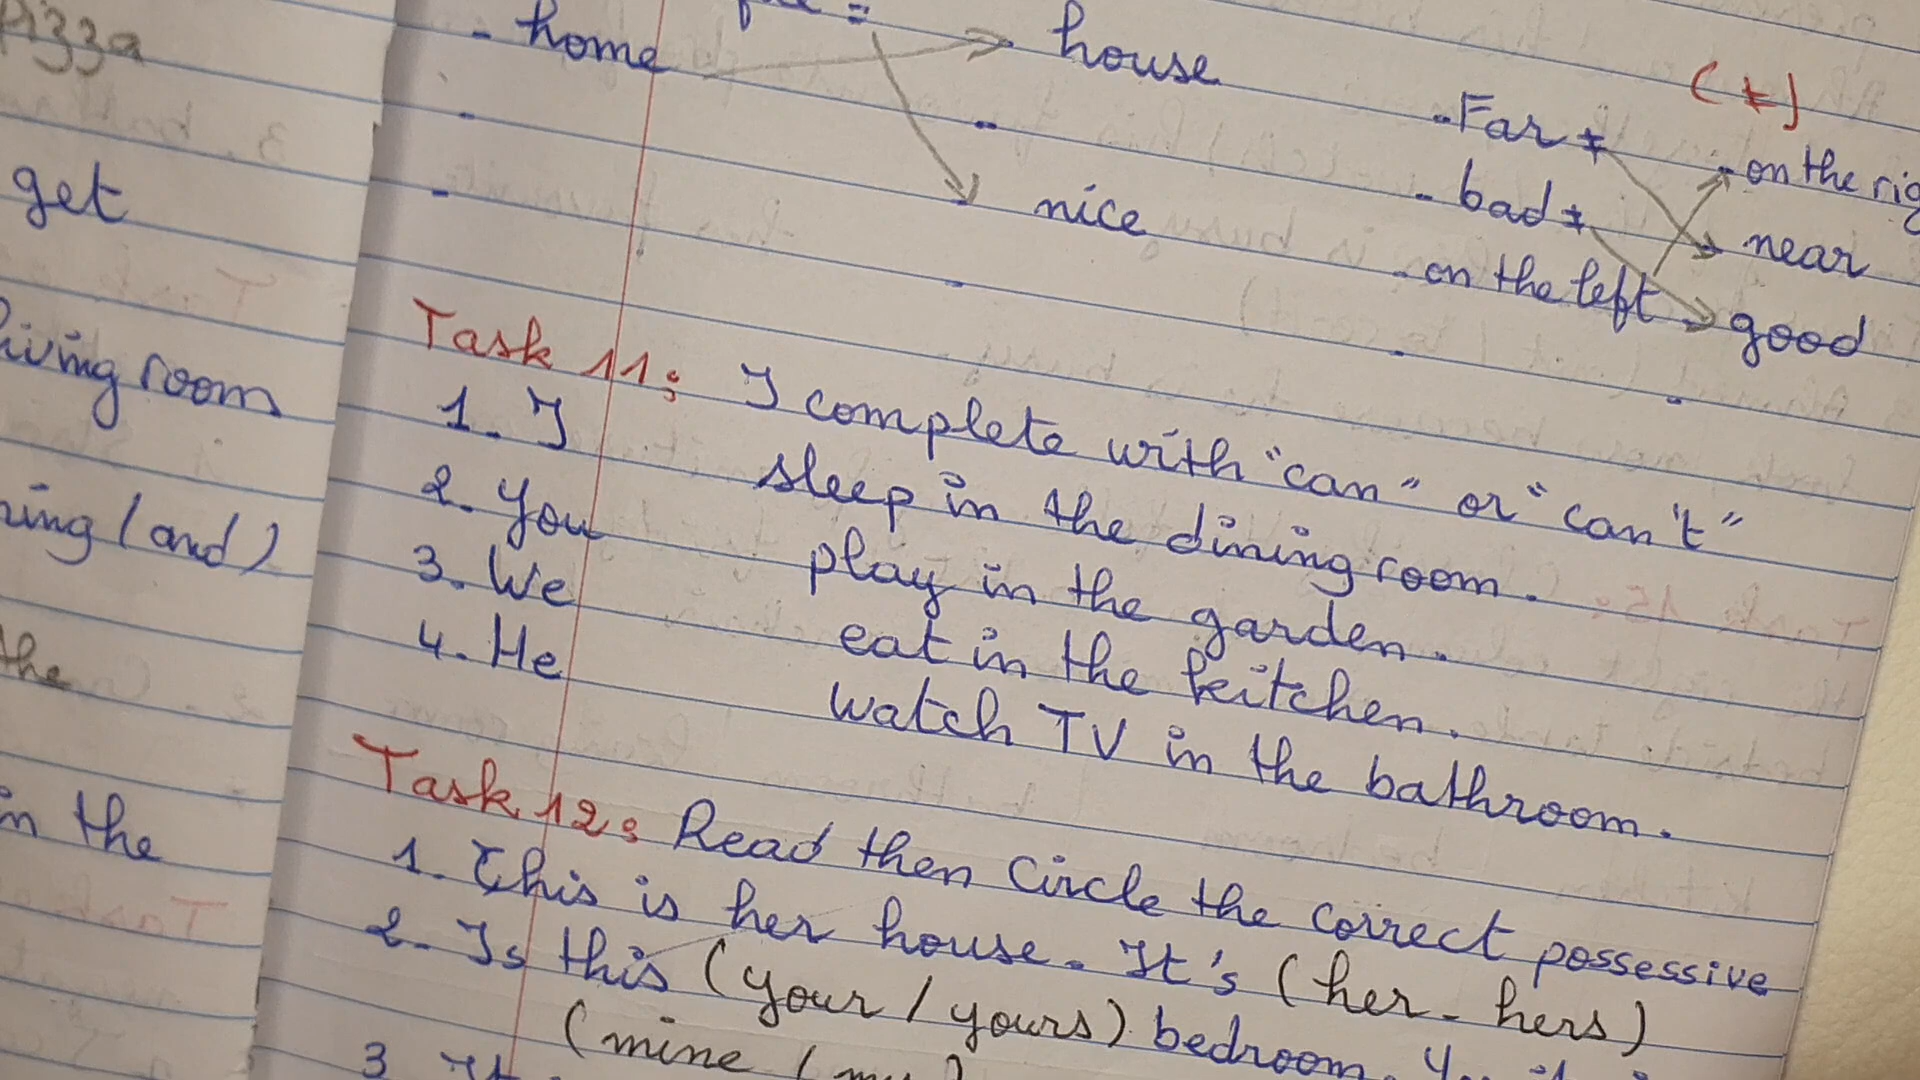 pizza
get
living room
(and)
the
in the
- home
house
-
-
-
nice
-
(≠)
- Far ≠
- on the
- bad ≠
- near
- on the left
- good
-
-
Task 11: I complete with "can" or "can't"
1. I sleep in the dining room.
2. You play in the garden.
3. We eat in the kitchen.
4. He watch TV in the bathroom.
Task 12: Read then circle the correct possessive
1. This is her house. It's (her - hers)
2. Is this (your / yours) bedroom.
(mine /
3